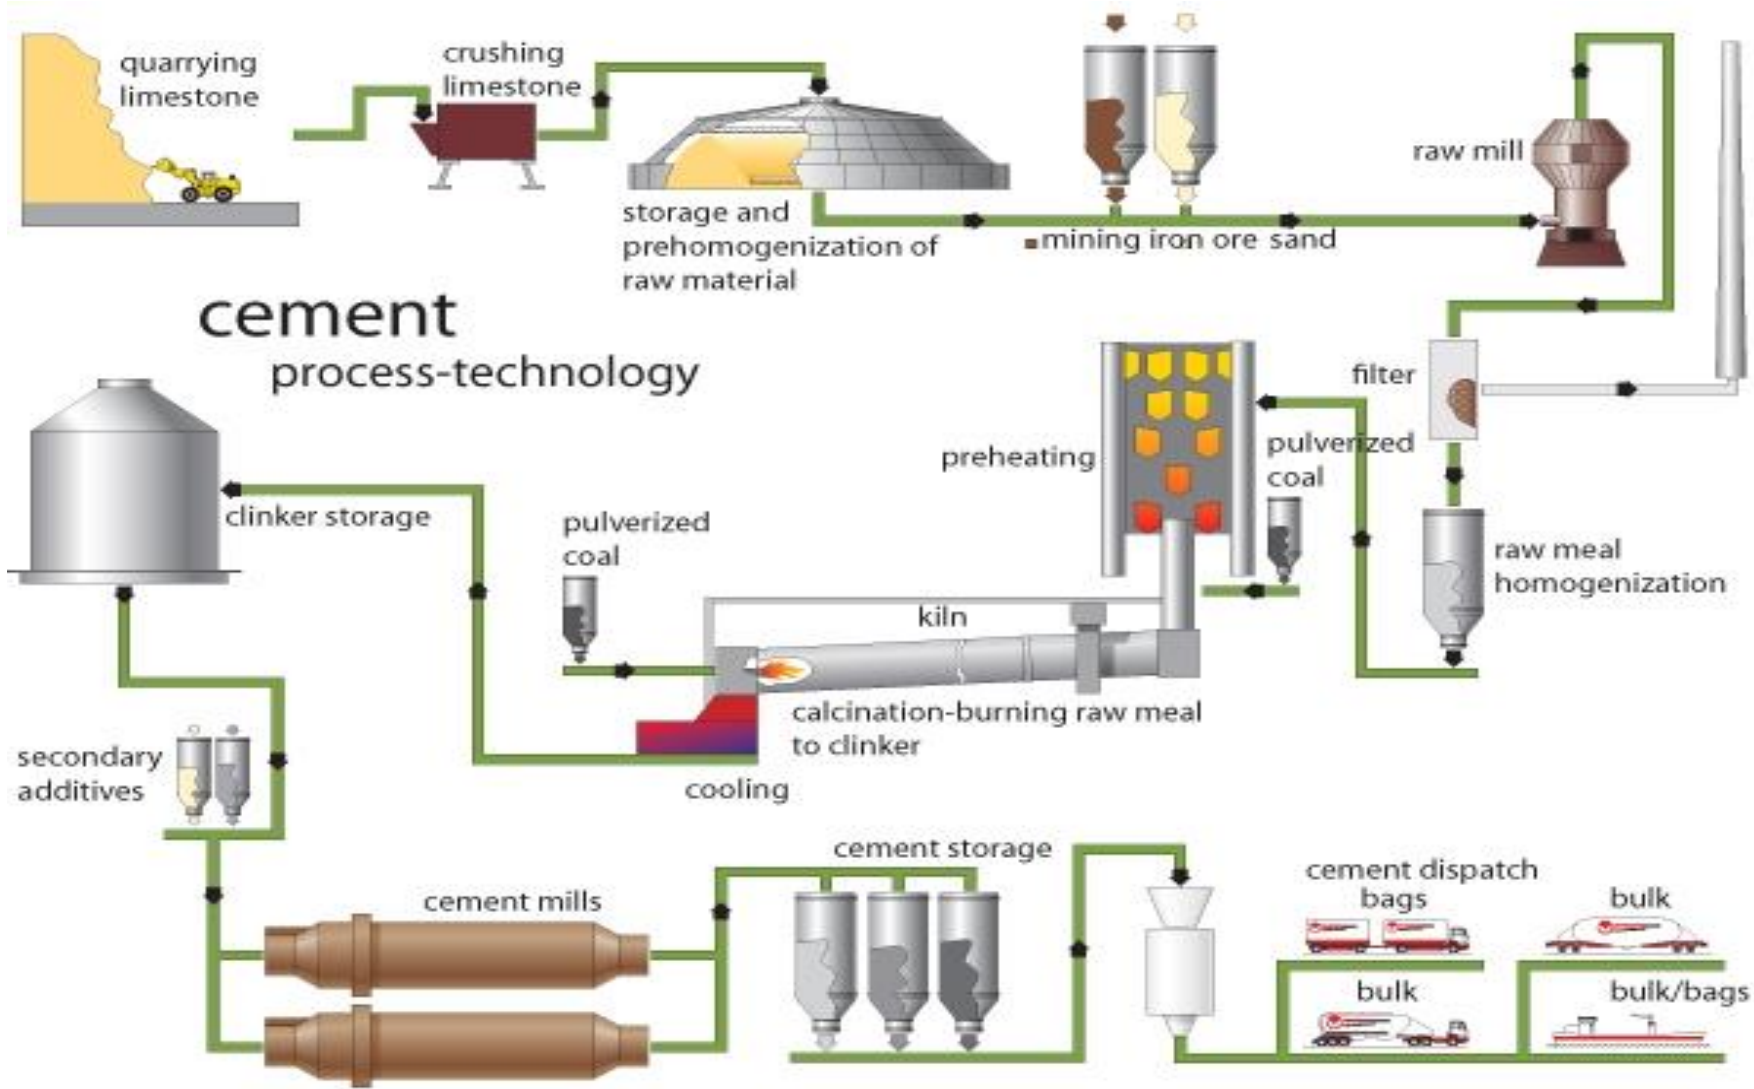 quarrying
limestone
crushing
limestone
storage and
prehomogenization of
raw material
mining iron ore sand
raw mill
cement
process-technology
filter
preheating
pulverized
coal
raw meal
homogenization
clinker storage
pulverized
coal
kiln
calcination-burning raw meal
to clinker
cooling
secondary
additives
cement mills
cement storage
cement dispatch
bags
bulk
bulk
bulk/bags